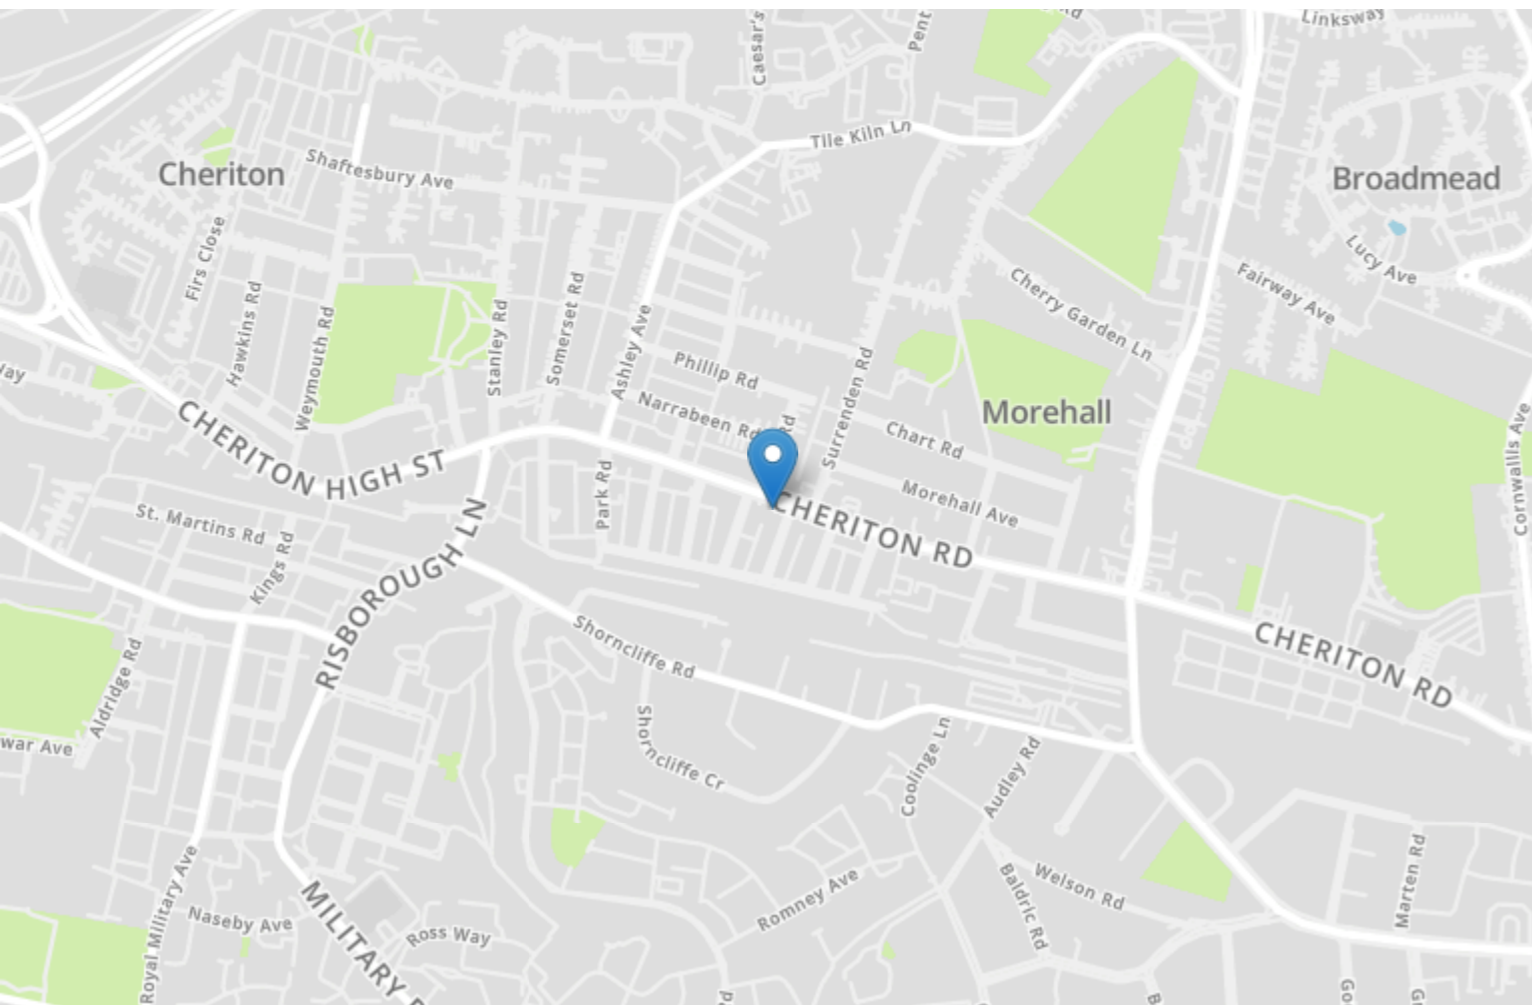 Linksway
Caesar's
Pent
Tile Kiln Ln
Cheriton
Shaftesbury Ave
Broadmead
Firs Close
Lucy Ave
Fairway Ave
Cherry Garden Ln
Hawkins Rd
Weymouth Rd
Stanley Rd
Somerset Rd
Ashley Ave
Phillip Rd
Surrenden Rd
Narrabeen Rd
Rd
Morehall
Chart Rd
Cornwallis Ave
CHERITON HIGH ST
Park Rd
Morehall Ave
CHERITON RD
St. Martins Rd
Kings Rd
RISBOROUGH LN
Shorncliffe Rd
CHERITON RD
Aldridge Rd
war Ave
Shorncliffe Cr
Coolinge Ln
Audley Rd
Royal Military Ave
Naseby Ave
MILITARY
Ross Way
Romney Ave
Baldric Rd
Welson Rd
Marten Rd
Go